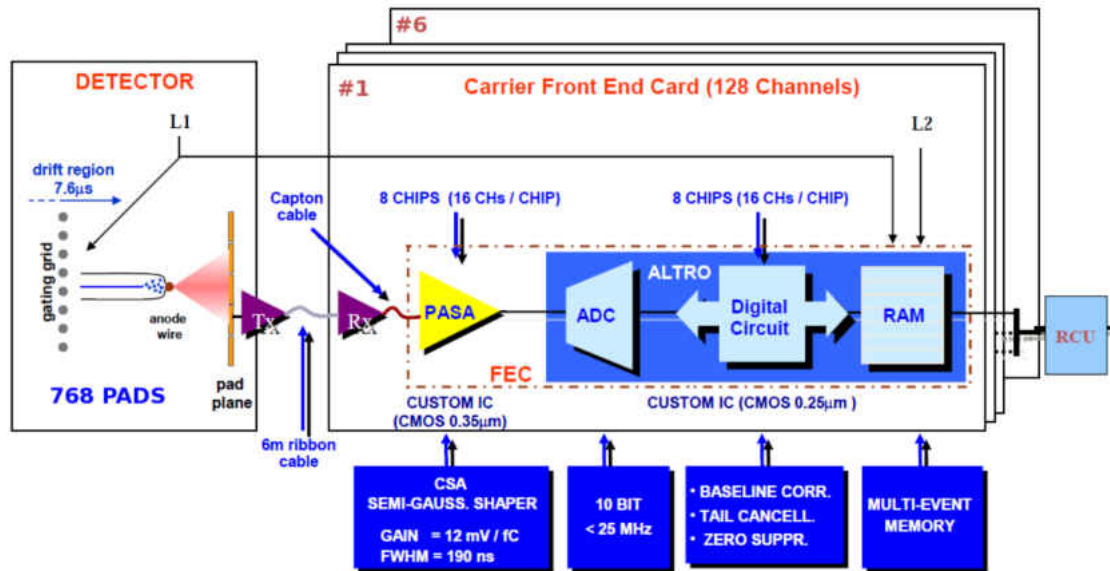 #6
DETECTOR
#1
Carrier Front End Card (128 Channels)
L1
L2
drift region
7.6µs
Capton
cable
8 CHIPS (16 CHs / CHIP)
8 CHIPS (16 CHs / CHIP)
gating grid
anode
wire
Tx
Rx
PASA
ALTRO
ADC
Digital
Circuit
RAM
RCU
FEC
768 PADS
pad
plane
CUSTOM IC
(CMOS 0.35µm)
CUSTOM IC (CMOS 0.25µm )
6m ribbon
cable
CSA
SEMI-GAUSS. SHAPER
GAIN = 12 mV / fC
FWHM = 190 ns
10 BIT
< 25 MHz
• BASELINE CORR.
• TAIL CANCELL.
• ZERO SUPPR.
MULTI-EVENT
MEMORY